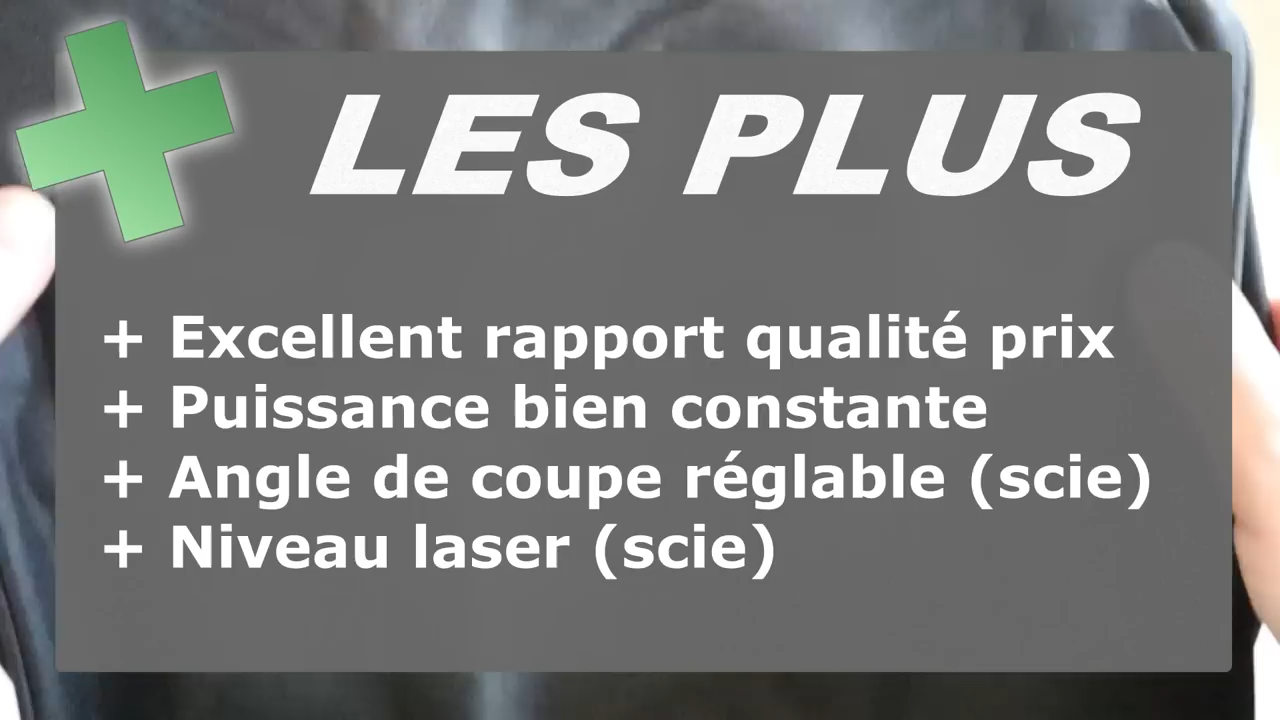 LES PLUS
+ Excellent rapport qualité prix
+ Puissance bien constante
+ Angle de coupe réglable (scie)
+ Niveau laser (scie)